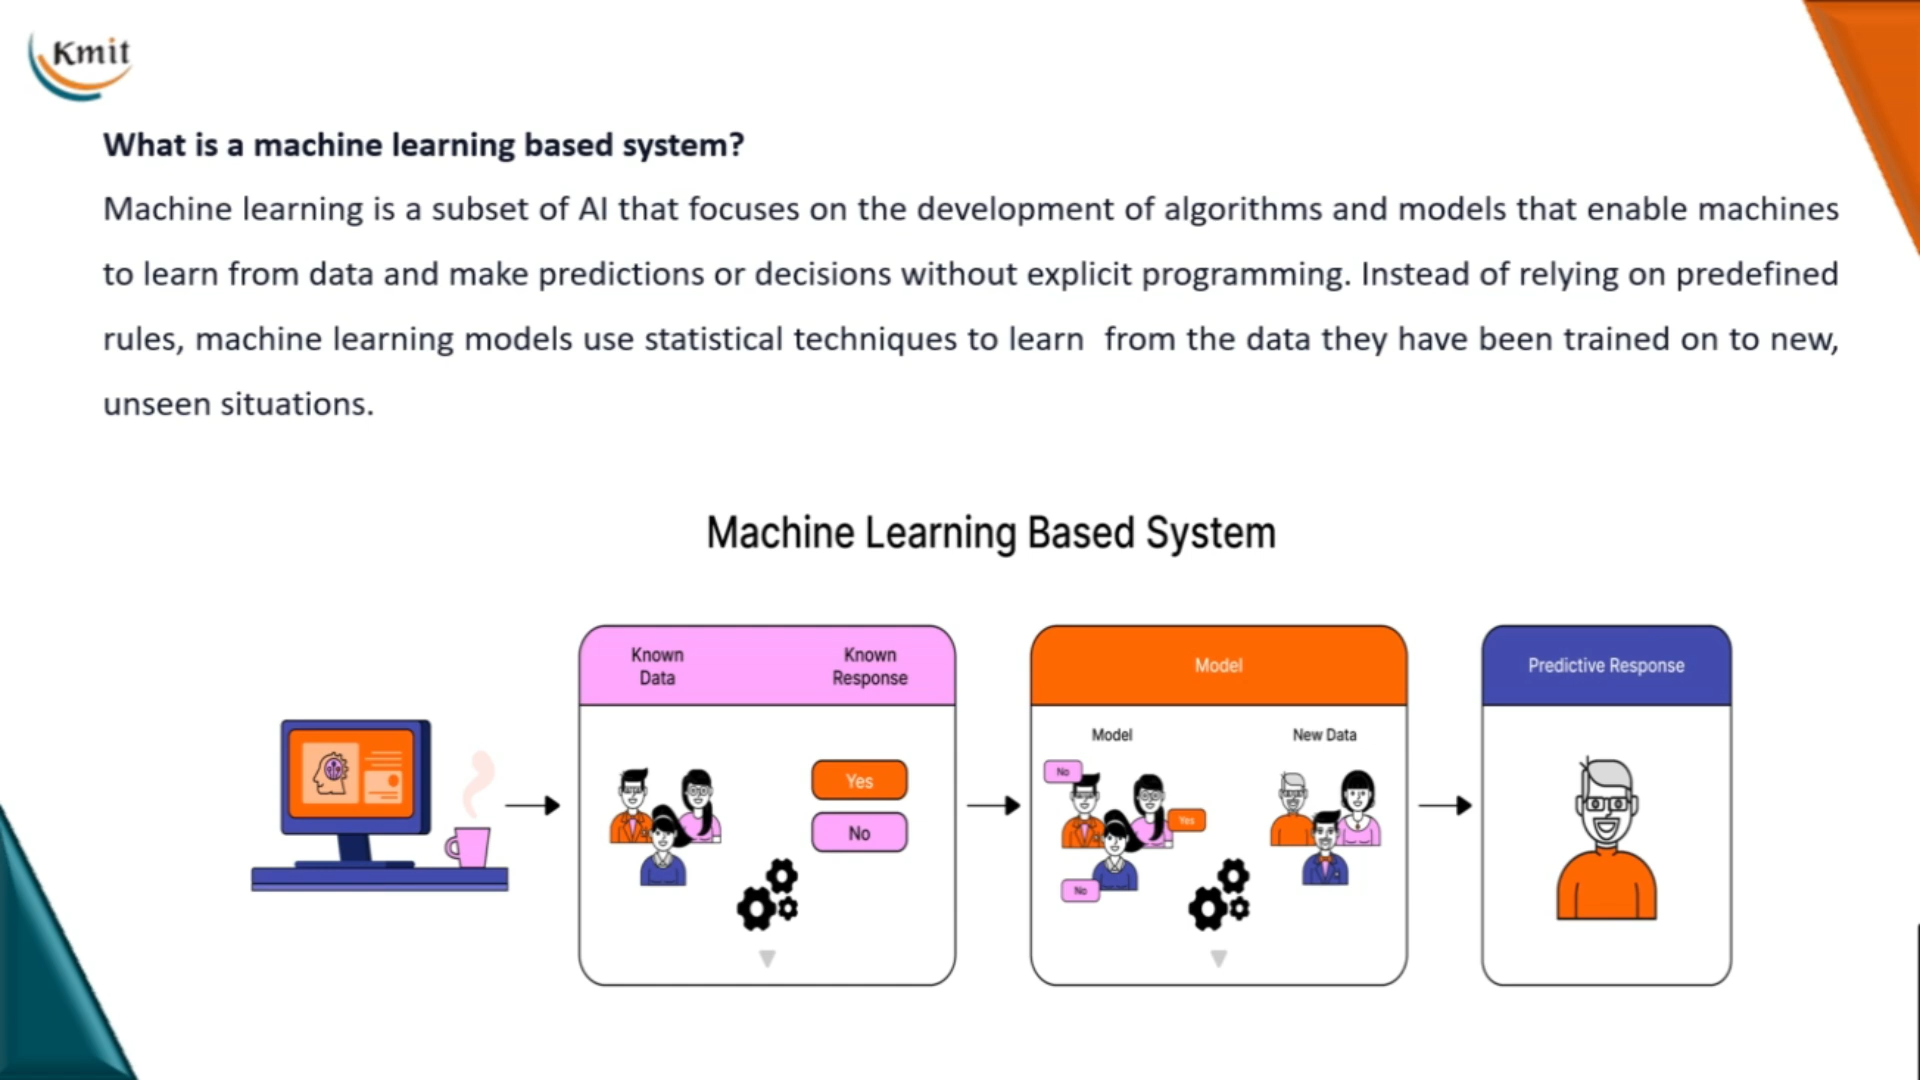 Kmit
What is a machine learning based system?
Machine learning is a subset of AI that focuses on the development of algorithms and models that enable machines
to learn from data and make predictions or decisions without explicit programming. Instead of relying on predefined
rules, machine learning models use statistical techniques to learn  from the data they have been trained on to new,
unseen situations.
Machine Learning Based System
Known
Data
Known
Response
Yes
No
Model
Model
New Data
No
Yes
No
Predictive Response